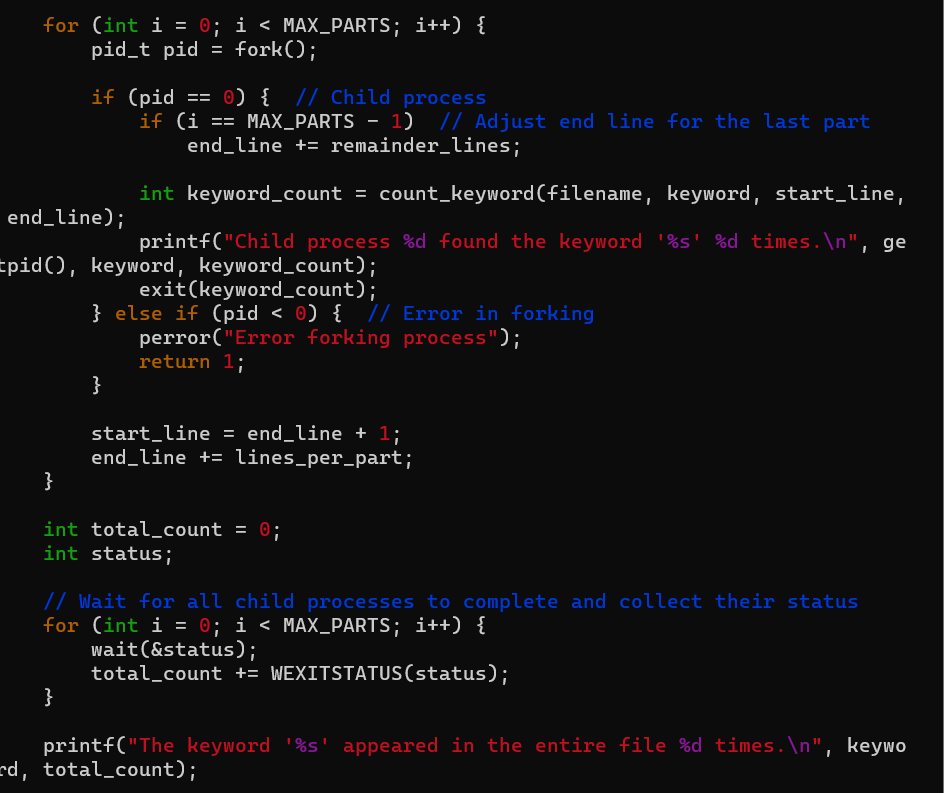 for (int i = 0; i < MAX_PARTS; i++) {
pid_t pid = fork();
if (pid == 0) {  // Child process
if (i == MAX_PARTS - 1)  // Adjust end line for the last part
end_line += remainder_lines;
int keyword_count = count_keyword(filename, keyword, start_line,
end_line);
printf("Child process %d found the keyword '%s' %d times.\n", ge
tpid(), keyword, keyword_count);
exit(keyword_count);
} else if (pid < 0) {  // Error in forking
perror("Error forking process");
return 1;
}
start_line = end_line + 1;
end_line += lines_per_part;
}
int total_count = 0;
int status;
// Wait for all child processes to complete and collect their status
for (int i = 0; i < MAX_PARTS; i++) {
wait(&status);
total_count += WEXITSTATUS(status);
}
printf("The keyword '%s' appeared in the entire file %d times.\n", keywo
rd, total_count);